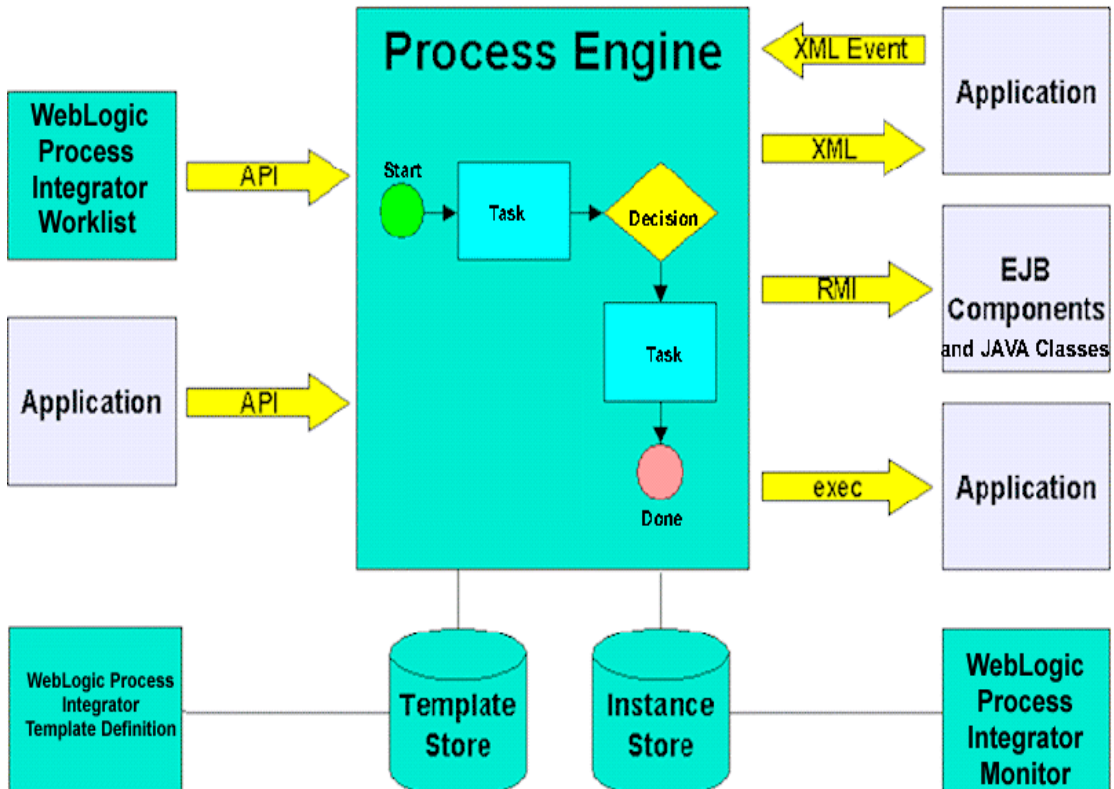 Process Engine
XML Event
Application
WebLogic
Process
Integrator
Worklist
API
XML
Start
Task
Decision
EJB
Components
and JAVA Classes
RMI
Application
API
Task
Application
exec
Done
WebLogic Process
Integrator
Template Definition
Template
Store
Instance
Store
WebLogic
Process
Integrator
Monitor